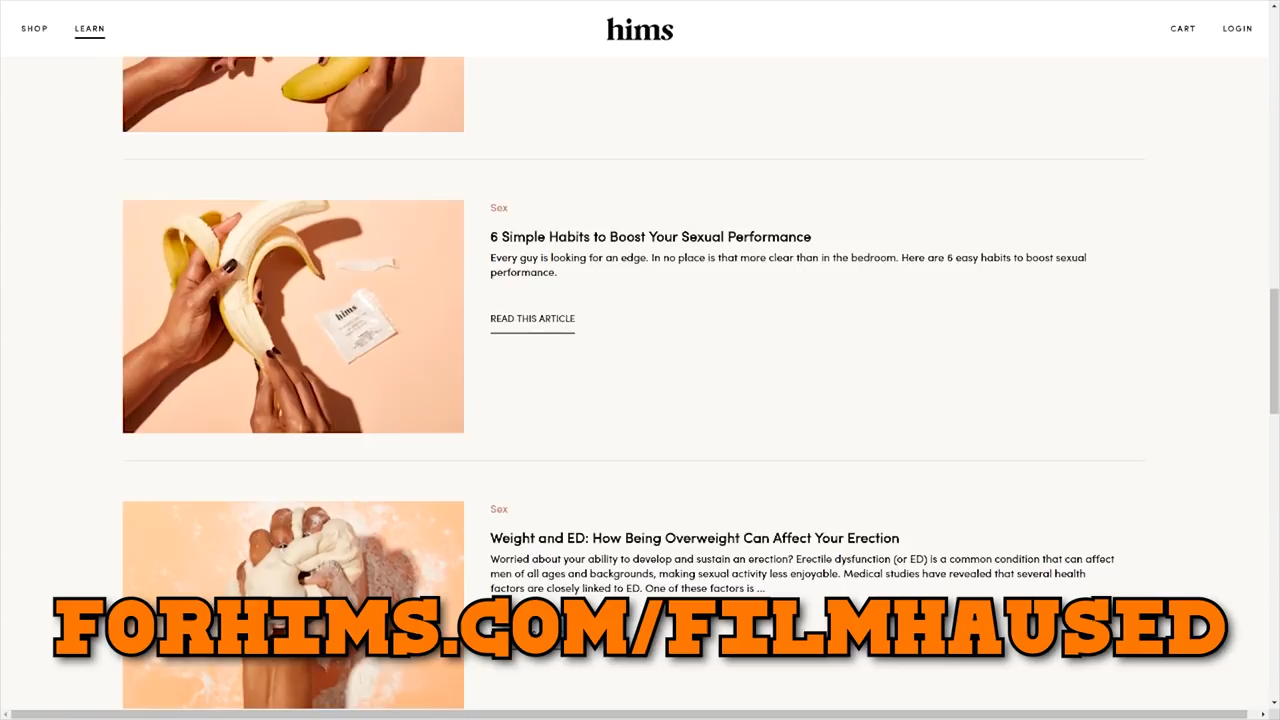 SHOP LEARN hims CART LOGIN
Sex
6 Simple Habits to Boost Your Sexual Performance
Every guy is looking for an edge. In no place is that more clear than in the bedroom. Here are 6 easy habits to boost sexual
performance.
hims
READ THIS ARTICLE
Sex
Weight and ED: How Being Overweight Can Affect Your Erection
Worried about your ability to develop and sustain an erection? Erectile dysfunction (or ED) is a common condition that can affect
men of all ages and backgrounds, making sexual activity less enjoyable. Medical studies have revealed that several health
factors are closely linked to ED. One of these factors is ...
FORHIMS.COM/FILMHAUSED